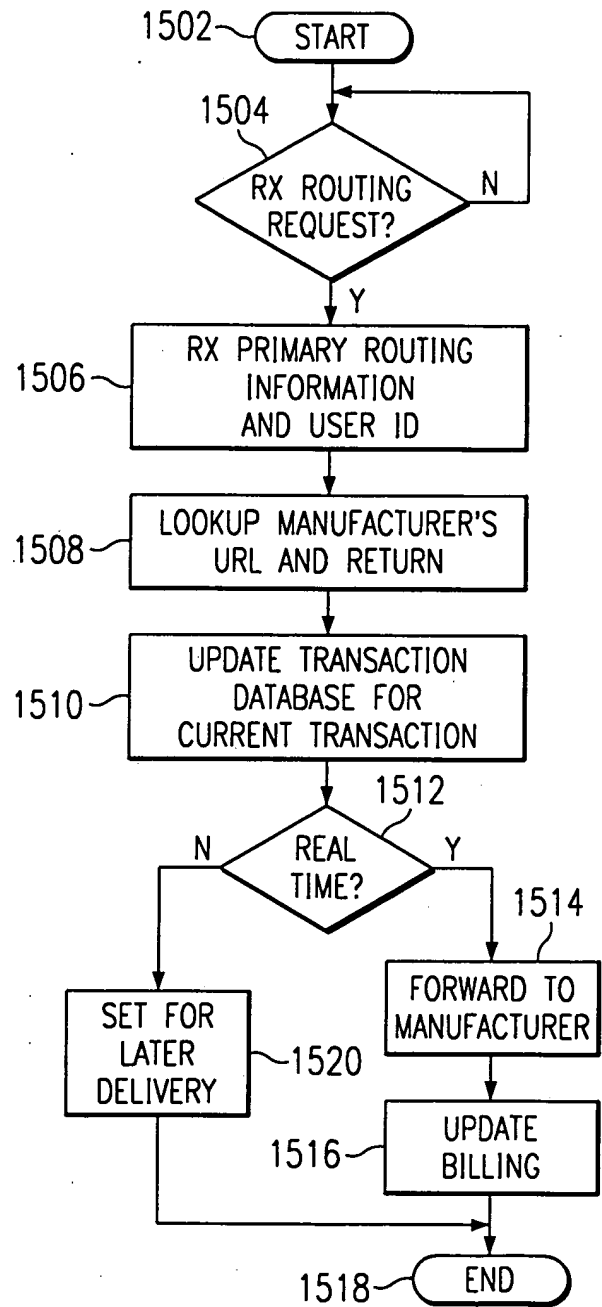 1502
START
1504
RX ROUTING
REQUEST?
N
Y
1506
RX PRIMARY ROUTING
INFORMATION
AND USER ID
1508
LOOKUP MANUFACTURER'S
URL AND RETURN
1510
UPDATE TRANSACTION
DATABASE FOR
CURRENT TRANSACTION
1512
N
REAL
TIME?
Y
1514
FORWARD TO
MANUFACTURER
SET FOR
LATER
DELIVERY
1520
1516
UPDATE
BILLING
1518
END